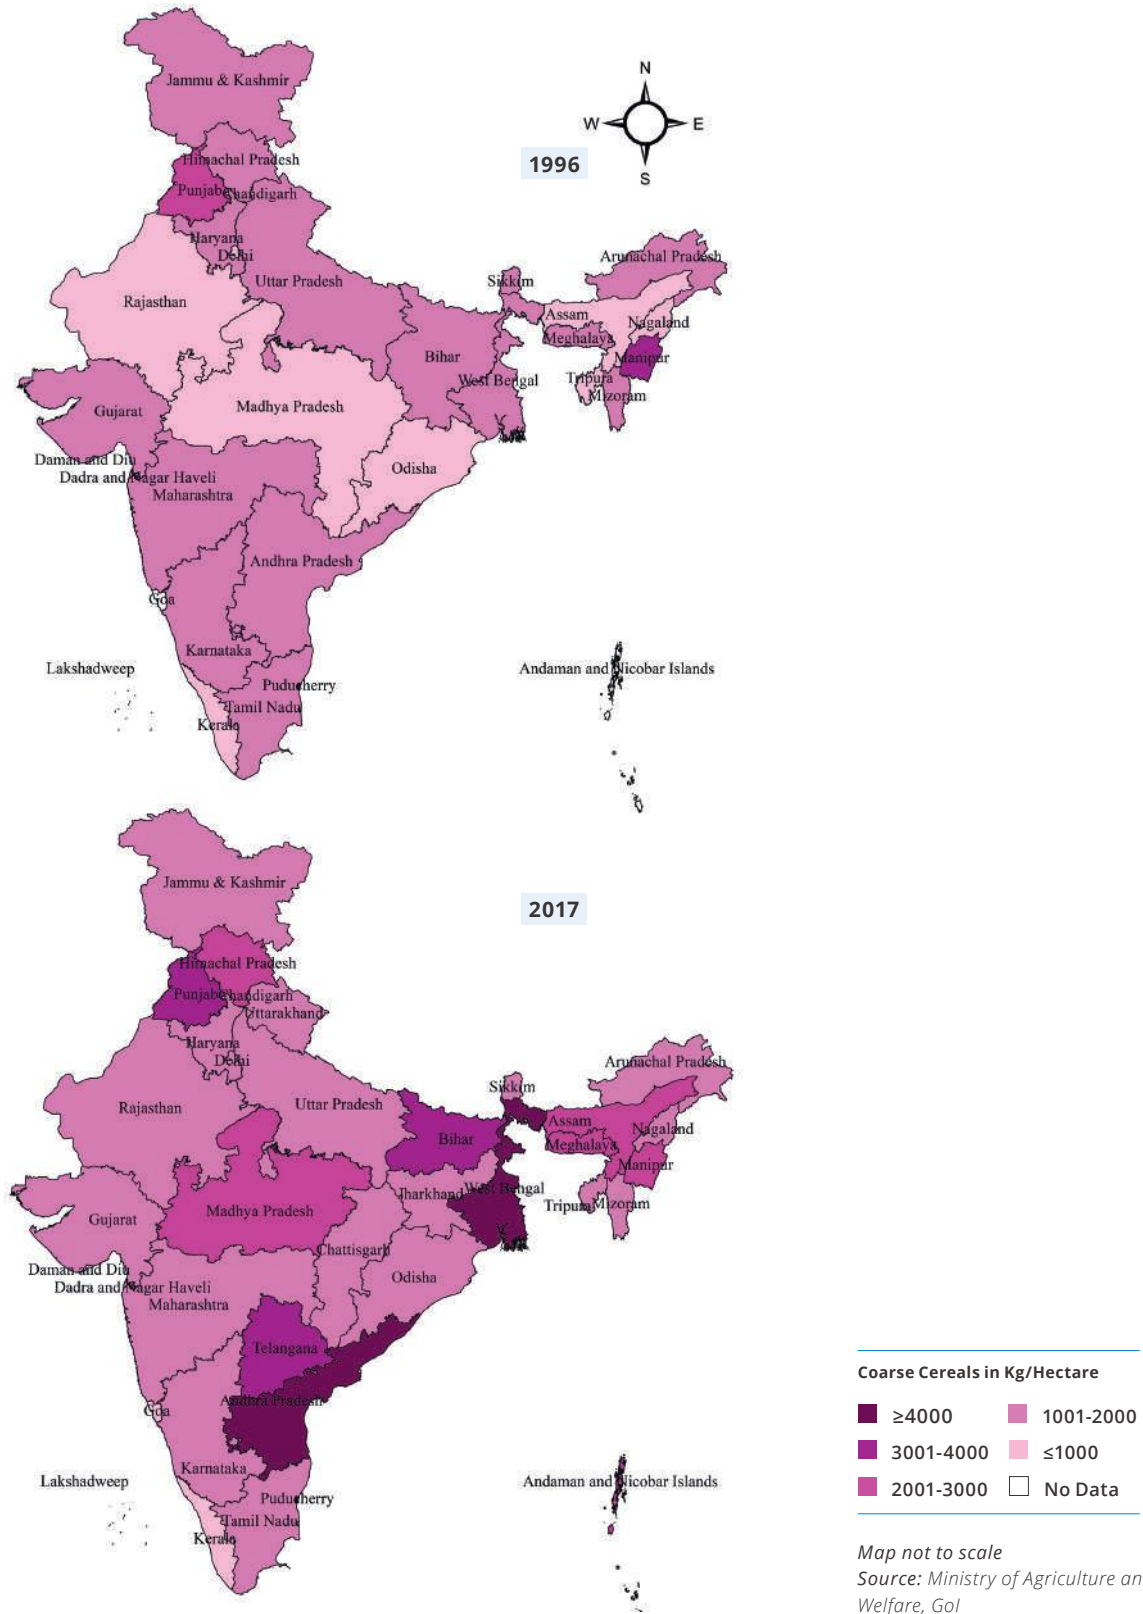 Jammu & Kashmir
N
W
E
S
1996
Himachal Pradesh
Punjab
Chandigarh
Haryana
Delhi
Arunachal Pradesh
Uttar Pradesh
Sikkim
Rajasthan
Assam
Nagaland
Meghalaya
Bihar
Manipur
West Bengal
Tripura
Mizoram
Gujarat
Madhya Pradesh
Daman and Diu
Odisha
Dadra and Nagar Haveli
Maharashtra
Andhra Pradesh
Goa
Karnataka
Lakshadweep
Andaman and Nicobar Islands
Puducherry
Tamil Nadu
Kerala
Jammu & Kashmir
2017
Himachal Pradesh
Punjab
Chandigarh
Uttarakhand
Haryana
Delhi
Arunachal Pradesh
Sikkim
Rajasthan
Uttar Pradesh
Assam
Nagaland
Bihar
Meghalaya
Manipur
Jharkhand
West Bengal
Tripura
Mizoram
Gujarat
Madhya Pradesh
Chattisgarh
Daman and Diu
Odisha
Dadra and Nagar Haveli
Maharashtra
Telangana
Andhra Pradesh
Goa
Karnataka
Lakshadweep
Andaman and Nicobar Islands
Puducherry
Tamil Nadu
Kerala
Coarse Cereals in Kg/Hectare
≥4000
1001-2000
3001-4000
≤1000
2001-3000
No Data
Map not to scale
Source: Ministry of Agriculture an
Welfare, GoI